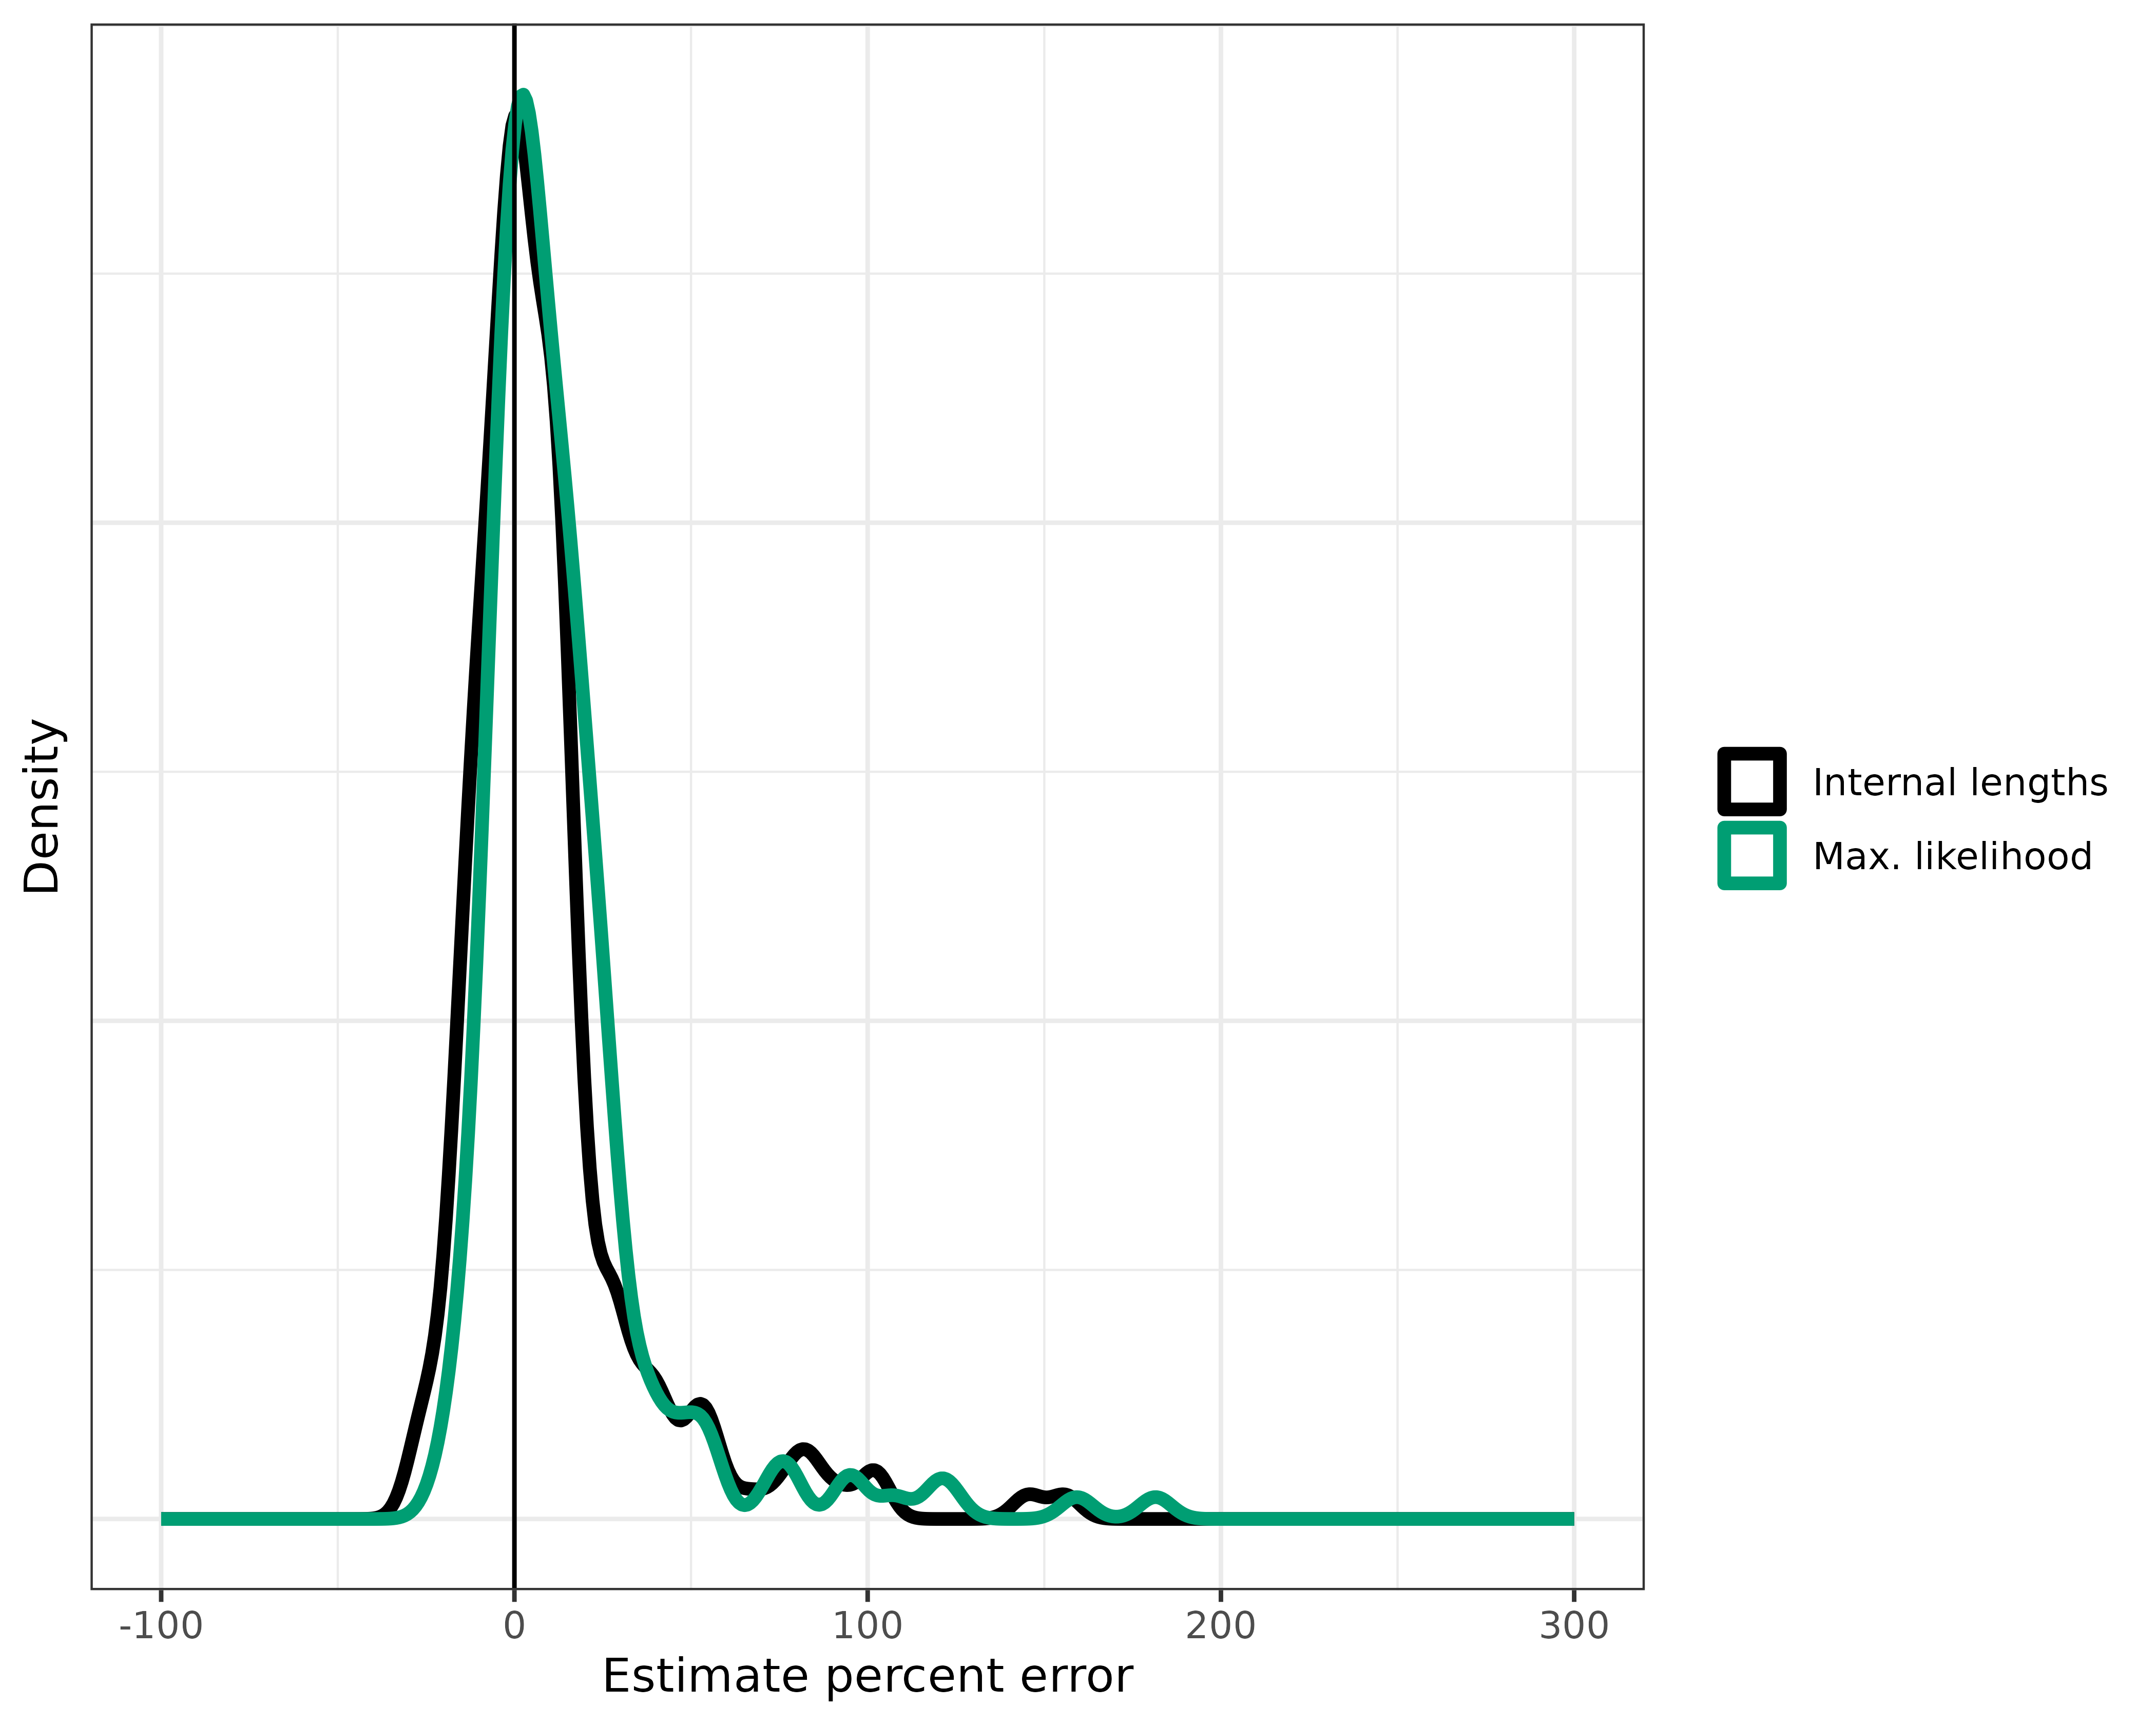 Density
Internal lengths
Max. likelihood
-100 0 100 200 300
Estimate percent error